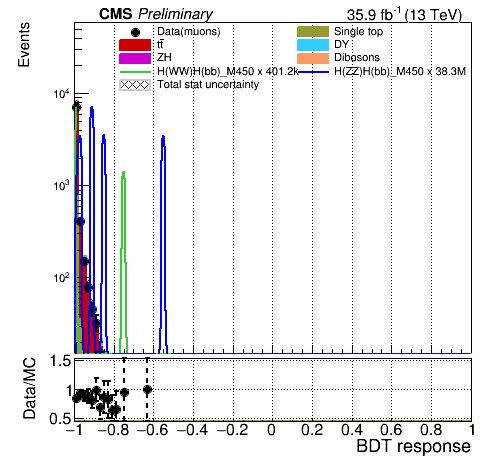 CMS Preliminary 35.9 fb⁻¹ (13 TeV)
Events
Data(muons)
Single top
tt̄
DY
ZH
Dibosons
H(WW)H(bb)_M450 x 401.2k
H(ZZ)H(bb)_M450 x 38.3M
Total stat uncertainty
10⁴
10³
10²
Data/MC
1.5
1
0.5
−1 −0.8 −0.6 −0.4 −0.2 0 0.2 0.4 0.6 0.8 1
BDT response